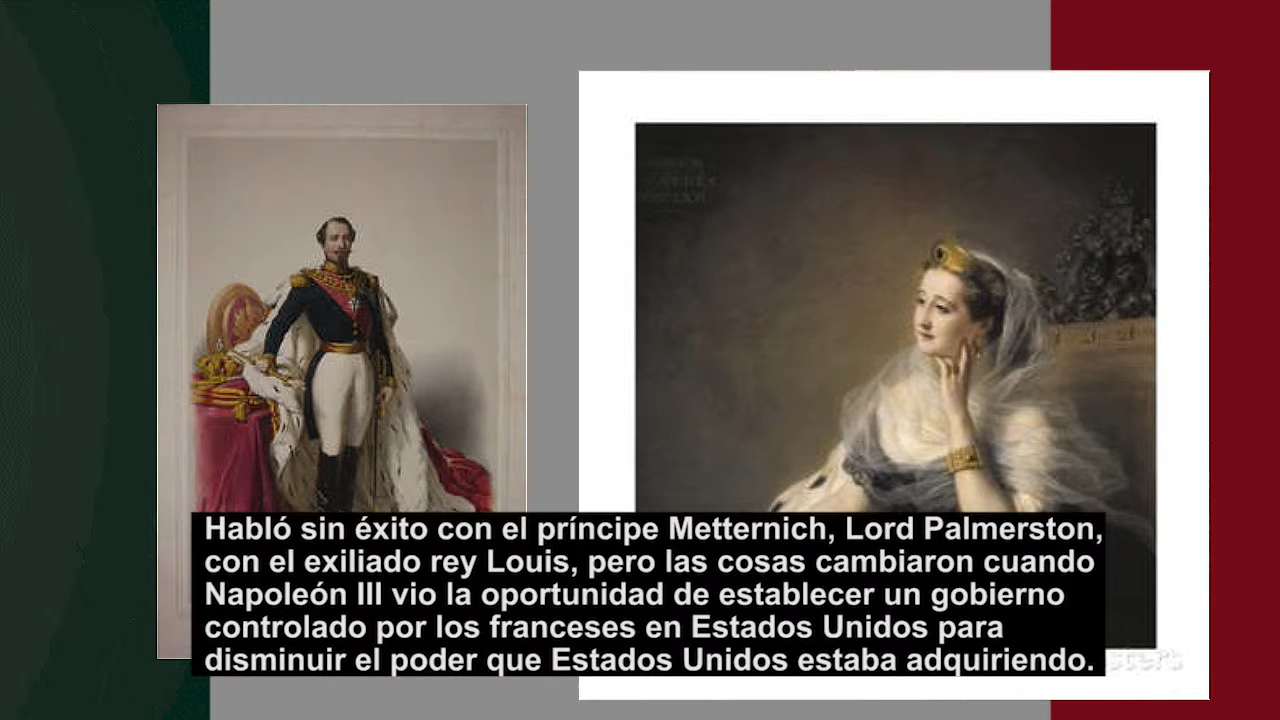 Habló sin éxito con el príncipe Metternich, Lord Palmerston,
con el exiliado rey Louis, pero las cosas cambiaron cuando
Napoleón III vio la oportunidad de establecer un gobierno
controlado por los franceses en Estados Unidos para
disminuir el poder que Estados Unidos estaba adquiriendo.